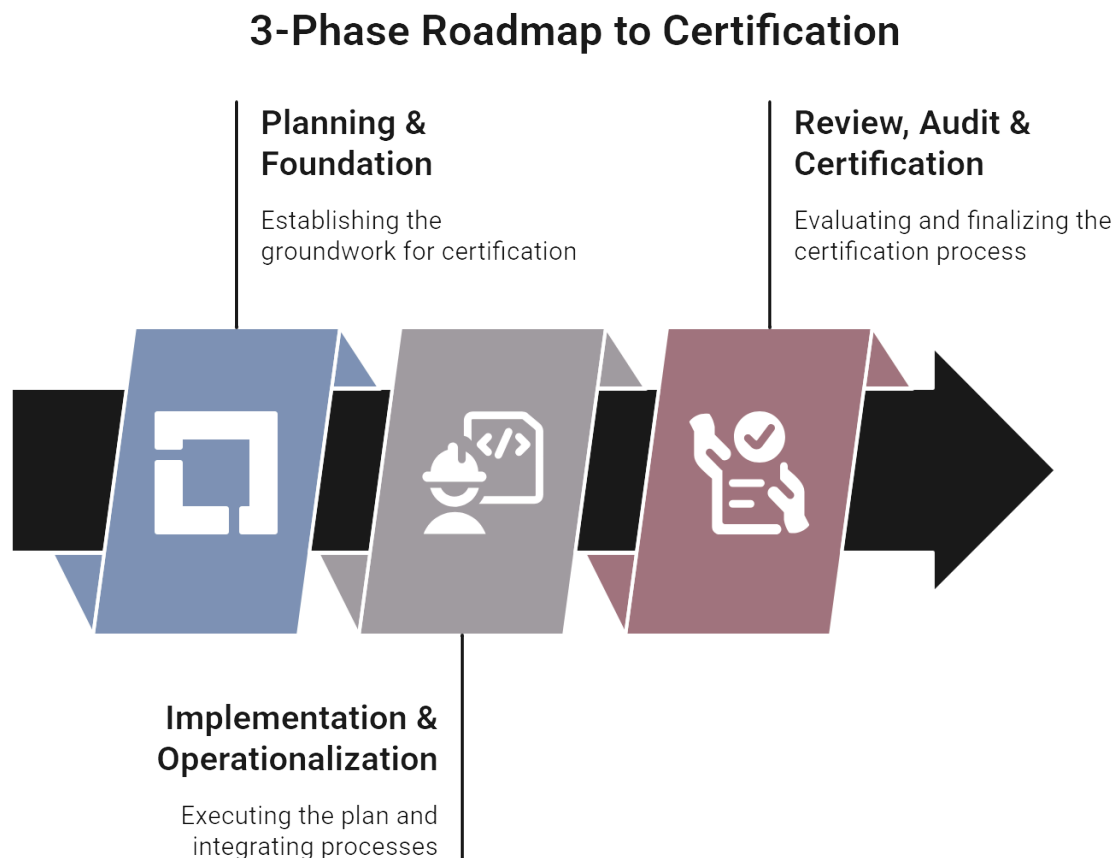 3-Phase Roadmap to Certification
Planning &
Foundation
Establishing the
groundwork for certification
Review, Audit &
Certification
Evaluating and finalizing the
certification process
Implementation &
Operationalization
Executing the plan and
integrating processes